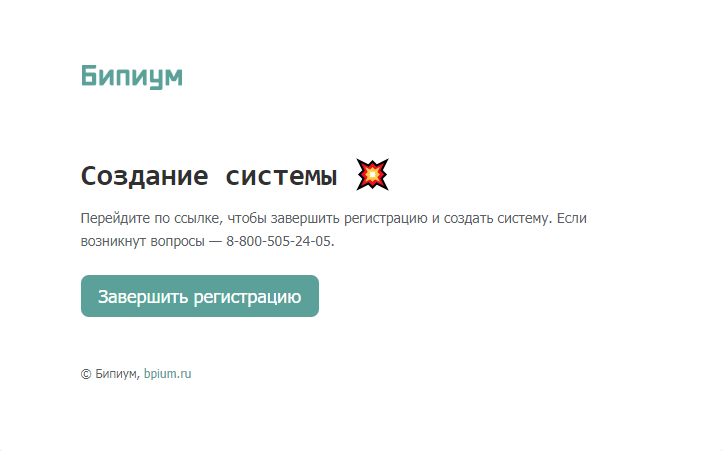 Бипиум
Создание системы 💥
Перейдите по ссылке, чтобы завершить регистрацию и создать систему. Если
возникнут вопросы — 8-800-505-24-05.
Завершить регистрацию
© Бипиум, bpium.ru